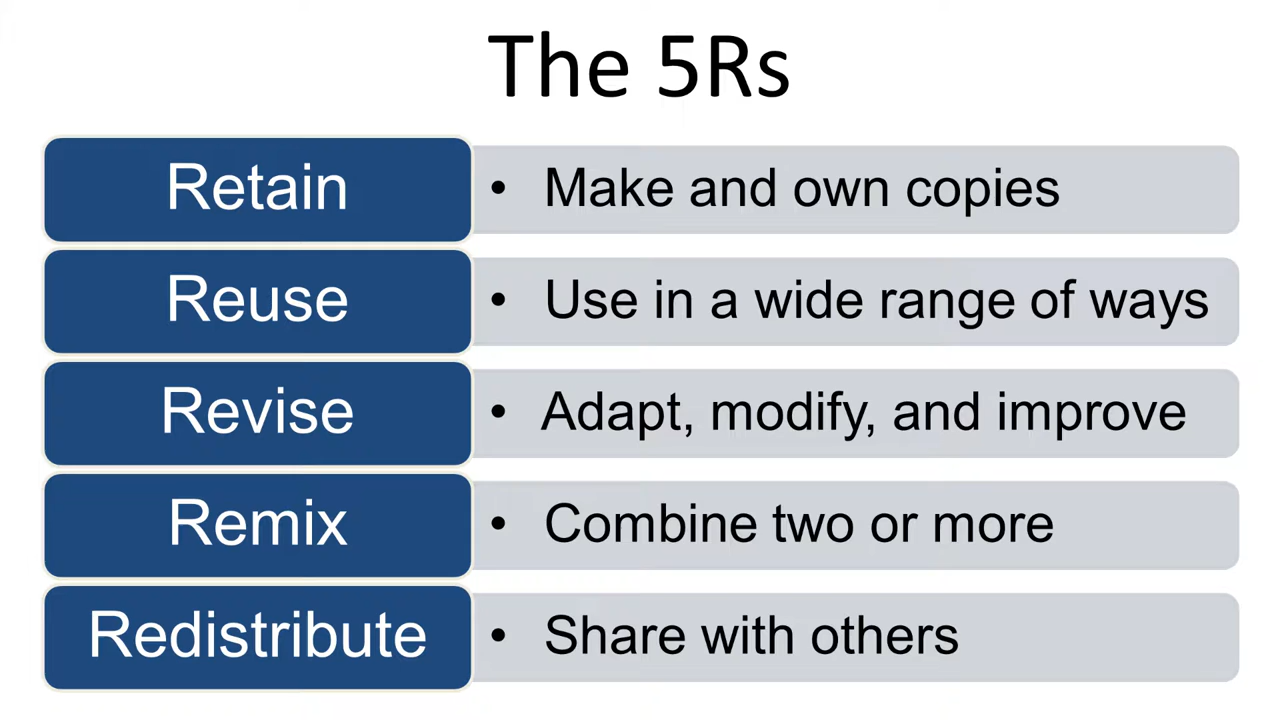 The 5Rs
Retain
• Make and own copies
Reuse
• Use in a wide range of ways
Revise
• Adapt, modify, and improve
Remix
• Combine two or more
Redistribute
• Share with others